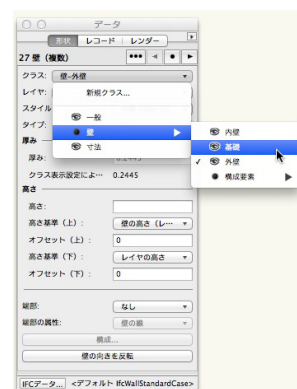 データ
形状 レコード レンダー
27 壁（複数）
クラス: 壁-外壁
レイヤ: 新規クラス...
スタイル
一般
タイプ: 壁 内壁
厚み 寸法 基礎
厚み: 0.2445 外壁
クラス表示設定によ… 0.2445 構成要素
高さ
高さ:
高さ基準（上）: 壁の高さ（レ…
オフセット（上）: 0
高さ基準（下）: レイヤの高さ
オフセット（下）: 0
端部: なし
端部の属性: 壁の線
構成...
壁の向きを反転
IFCデータ... <デフォルト IfcWallStandardCase>